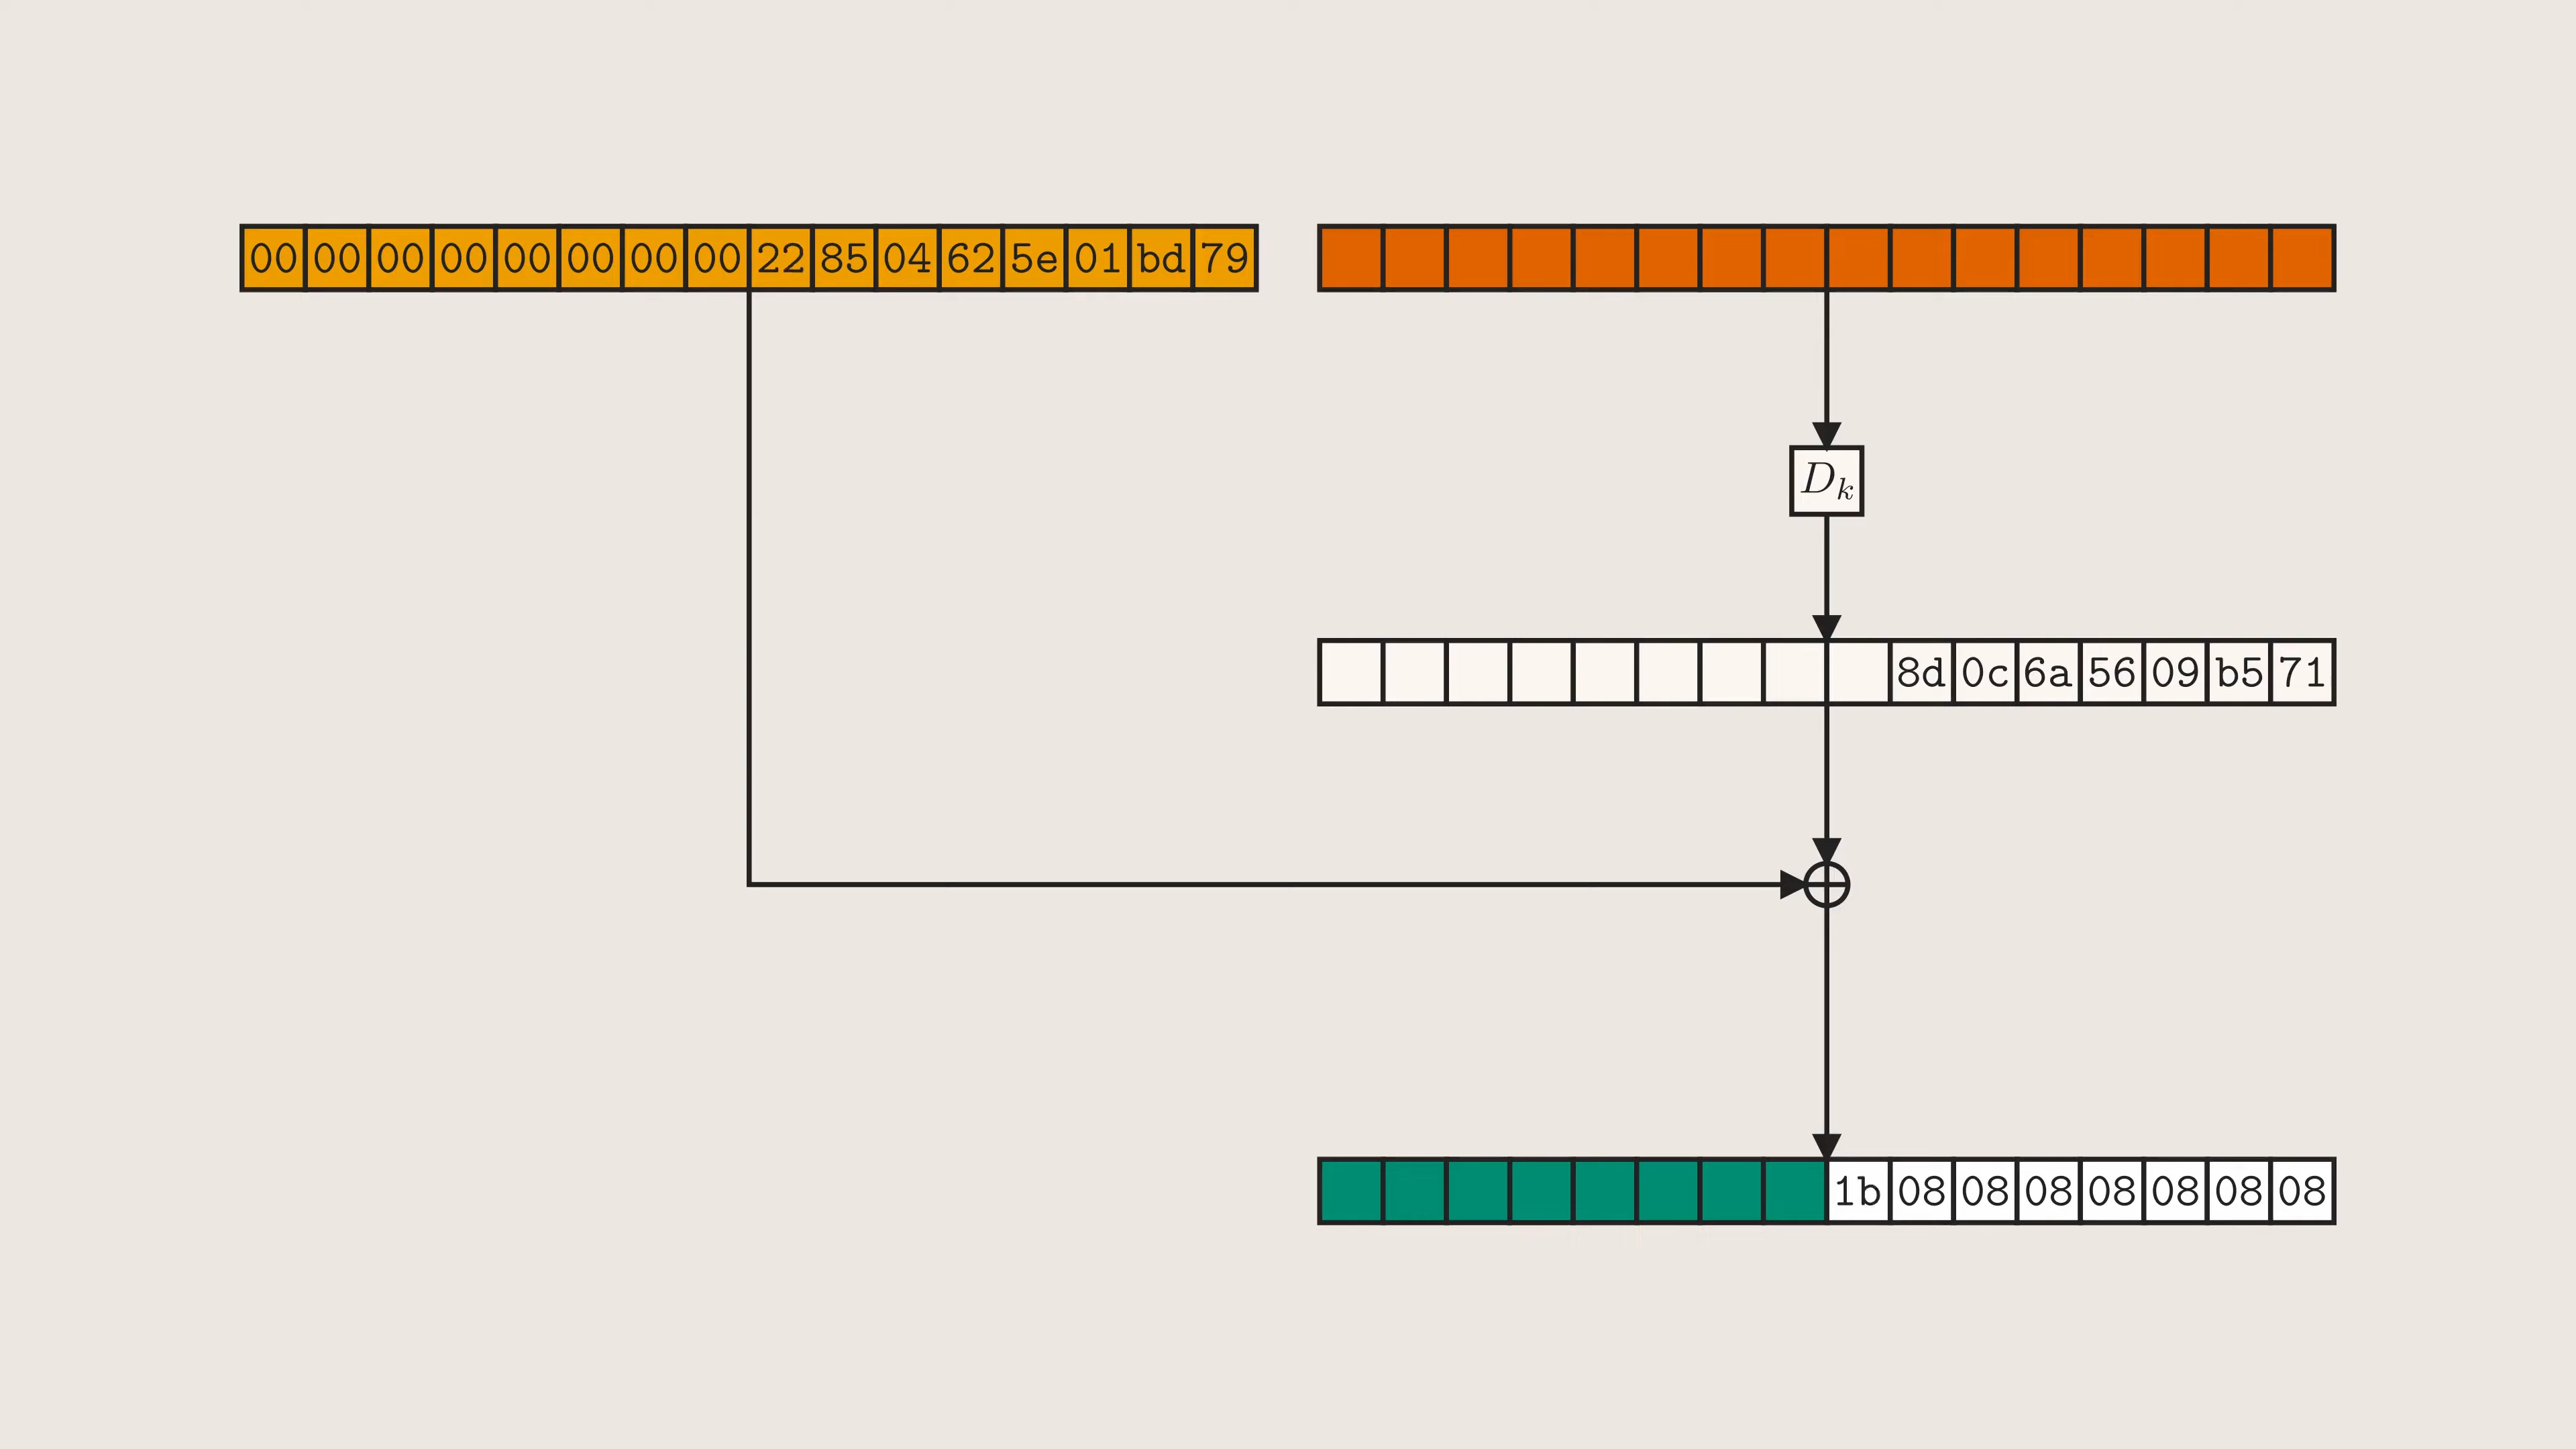 00 00 00 00 00 00 00 00 22 85 04 62 5e 01 bd 79
D_k
8d 0c 6a 56 09 b5 71
1b 08 08 08 08 08 08 08